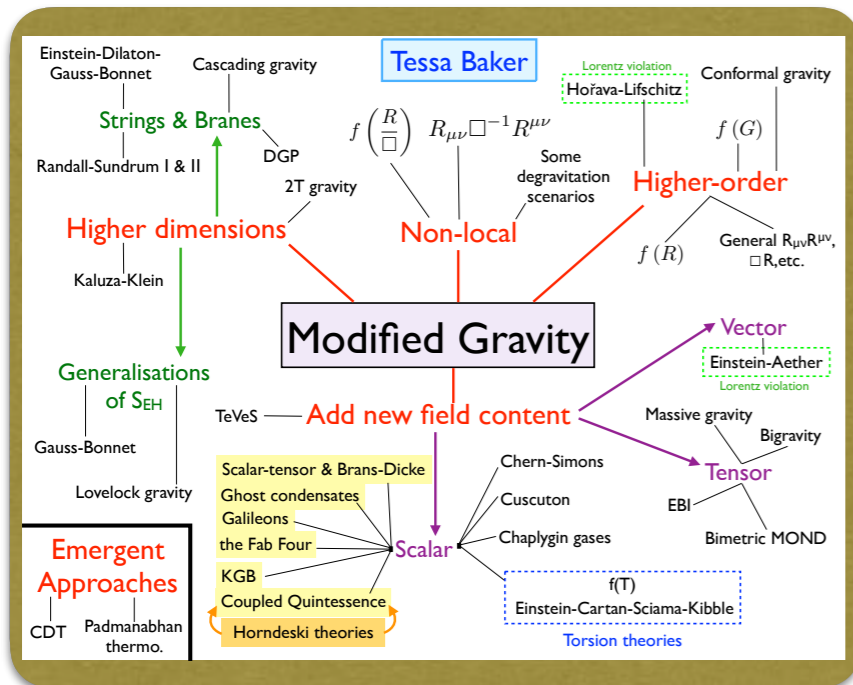 Tessa Baker
Einstein-Dilaton-
Gauss-Bonnet
Cascading gravity
Strings & Branes
Randall-Sundrum I & II
DGP
2T gravity
Higher dimensions
Kaluza-Klein
Generalisations
of S_EH
Gauss-Bonnet
Lovelock gravity
f(R/□)
R_μν □⁻¹ R^μν
Some
degravitation
scenarios
Non-local
Lorentz violation
Hořava-Lifschitz
Conformal gravity
f(G)
Higher-order
f(R)
General R_μνR^μν,
□R,etc.
Modified Gravity
Vector
Einstein-Aether
Lorentz violation
TeVeS
Add new field content
Massive gravity
Bigravity
Tensor
EBI
Bimetric MOND
Scalar-tensor & Brans-Dicke
Ghost condensates
Galileons
the Fab Four
KGB
Coupled Quintessence
Horndeski theories
Scalar
Chern-Simons
Cuscuton
Chaplygin gases
f(T)
Einstein-Cartan-Sciama-Kibble
Torsion theories
Emergent
Approaches
CDT
Padmanabhan
thermo.